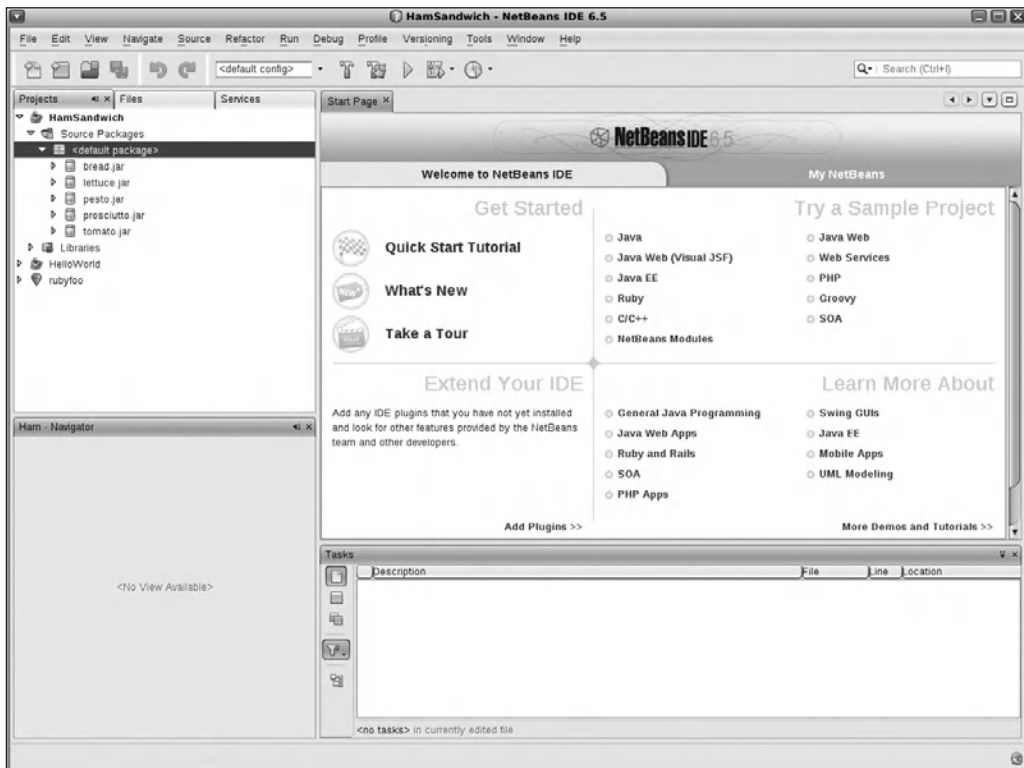 HamSandwich - NetBeans IDE 6.5
File Edit View Navigate Source Refactor Run Debug Profile Versioning Tools Window Help
<default config>
Search (Ctrl+I)
Projects Files Services
HamSandwich
Source Packages
<default package>
bread.jar
lettuce.jar
pesto.jar
prosciutto.jar
tomato.jar
Libraries
HelloWorld
rubyfoo
Ham - Navigator
<No View Available>
Start Page
NetBeans IDE 6.5
Welcome to NetBeans IDE
My NetBeans
Get Started
Quick Start Tutorial
What's New
Take a Tour
Try a Sample Project
Java
Java Web (Visual JSF)
Java EE
Ruby
C/C++
NetBeans Modules
Java Web
Web Services
PHP
Groovy
SOA
Extend Your IDE
Add any IDE plugins that you have not yet installed
and look for other features provided by the NetBeans
team and other developers.
Add Plugins >>
Learn More About
General Java Programming
Java Web Apps
Ruby and Rails
SOA
PHP Apps
Swing GUIs
Java EE
Mobile Apps
UML Modeling
More Demos and Tutorials >>
Tasks
Description File Line Location
<no tasks> in currently edited file